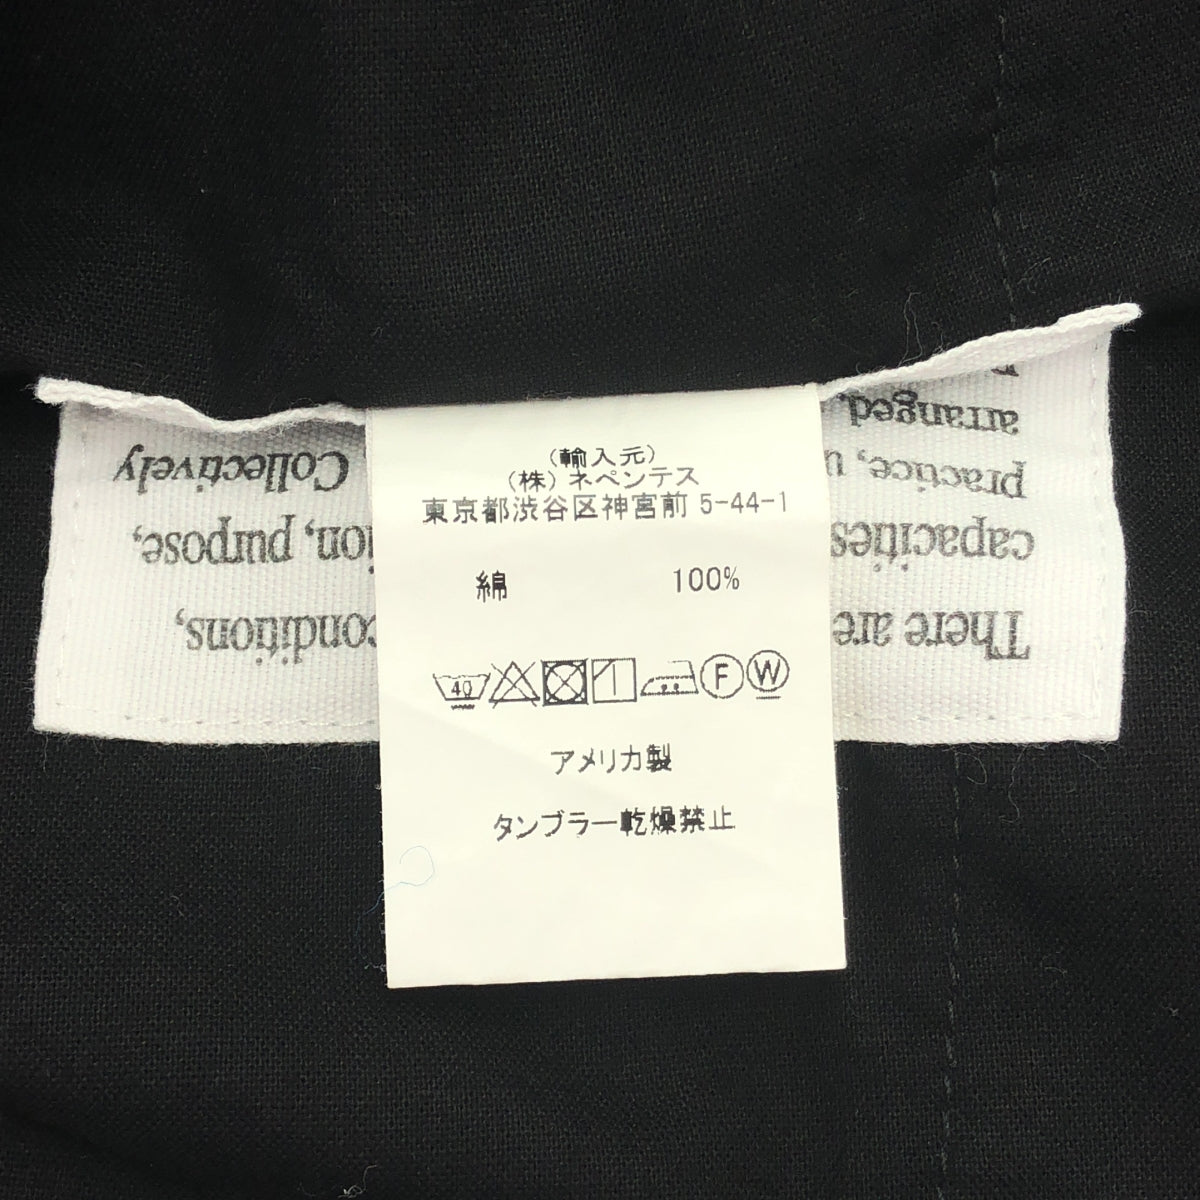 (輸入元)
(株) ネペンテス
東京都渋谷区神宮前 5-44-1
綿 100%
40 F W
アメリカ製
タンブラー乾燥禁止
There are conditions,
capacities purpose,
practice, Collectively
arranged.